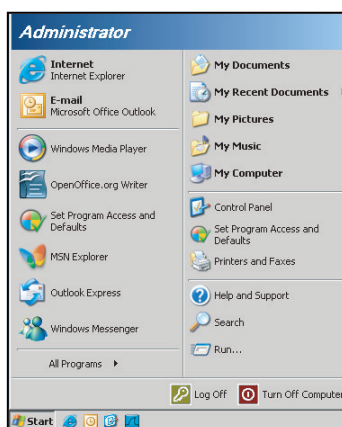 Administrator
Internet
Internet Explorer
E-mail
Microsoft Office Outlook
Windows Media Player
OpenOffice.org Writer
Set Program Access and
Defaults
MSN Explorer
Outlook Express
Windows Messenger
All Programs
My Documents
My Recent Documents
My Pictures
My Music
My Computer
Control Panel
Set Program Access and
Defaults
Printers and Faxes
Help and Support
Search
Run...
Log Off
Turn Off Computer
Start